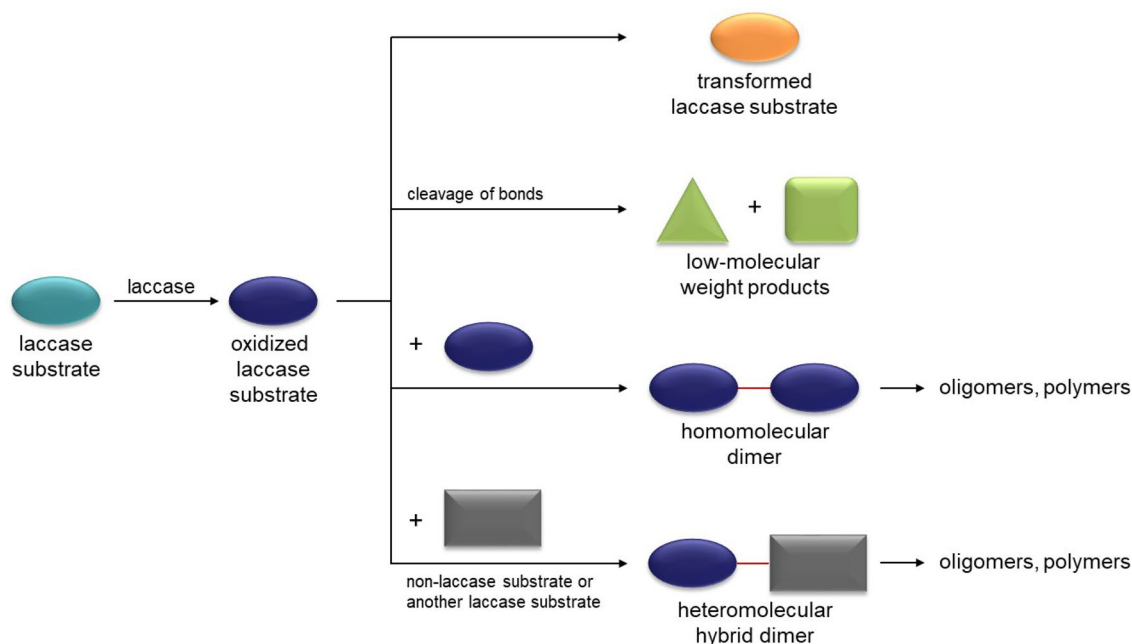 transformed
laccase substrate
cleavage of bonds
+
low-molecular
weight products
laccase
laccase
substrate
oxidized
laccase
substrate
+
homomolecular
dimer
oligomers, polymers
+
non-laccase substrate or
another laccase substrate
heteromolecular
hybrid dimer
oligomers, polymers